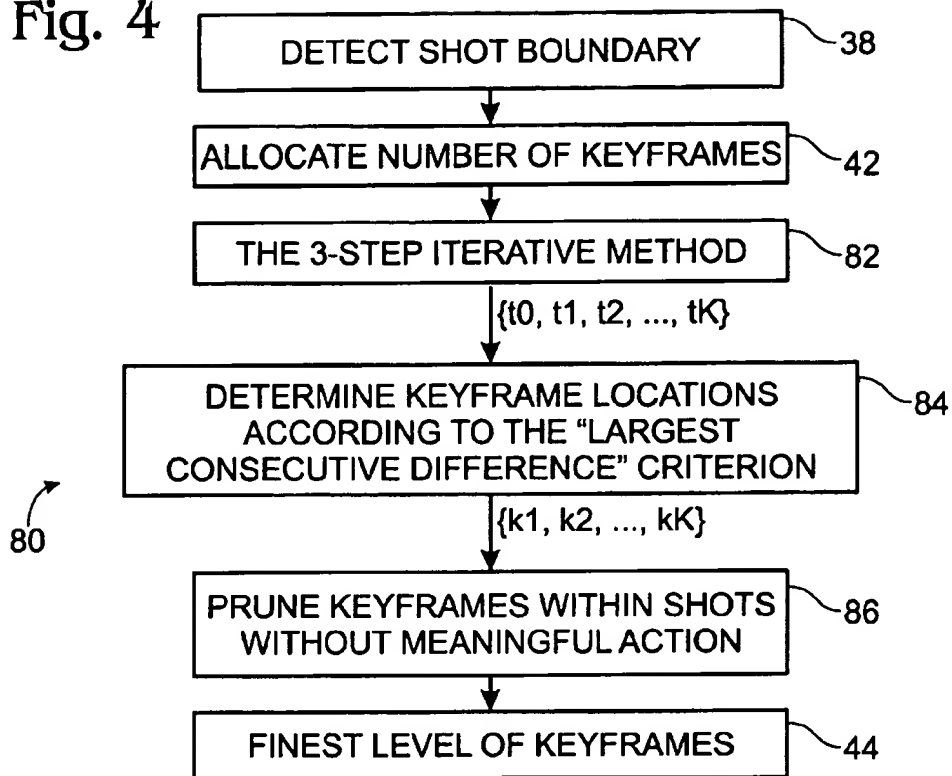 Fig. 4
DETECT SHOT BOUNDARY
38
ALLOCATE NUMBER OF KEYFRAMES
42
THE 3-STEP ITERATIVE METHOD
82
{t0, t1, t2, ..., tK}
DETERMINE KEYFRAME LOCATIONS
ACCORDING TO THE “LARGEST
CONSECUTIVE DIFFERENCE” CRITERION
84
80
{k1, k2, ..., kK}
PRUNE KEYFRAMES WITHIN SHOTS
WITHOUT MEANINGFUL ACTION
86
FINEST LEVEL OF KEYFRAMES
44